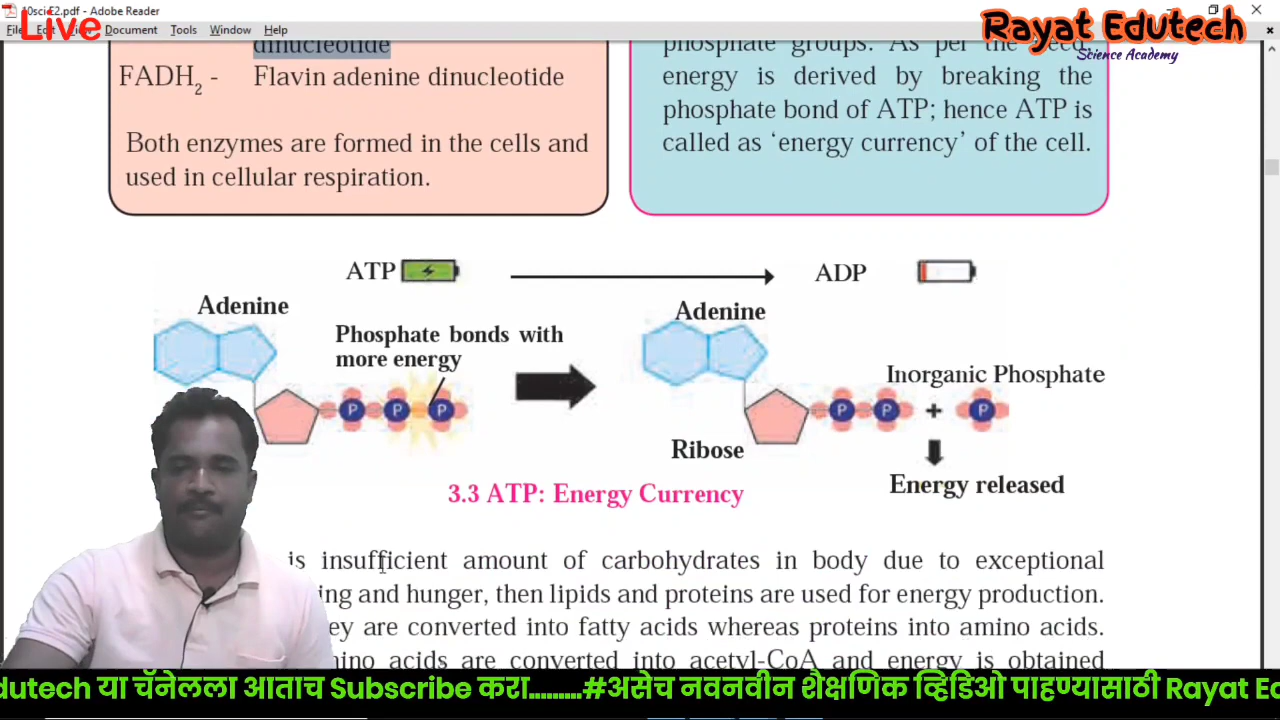 10sci E2.pdf - Adobe Reader
Live
File Edit View Document Tools Window Help
Rayat Edutech
Science Academy
dinucleotide
FADH2 - Flavin adenine dinucleotide
Both enzymes are formed in the cells and
used in cellular respiration.
phosphate groups. As per the need,
energy is derived by breaking the
phosphate bond of ATP; hence ATP is
called as ‘energy currency’ of the cell.
ATP
ADP
Adenine
Phosphate bonds with
more energy
P P P
Adenine
Inorganic Phosphate
P P + P
Ribose
Energy released
3.3 ATP: Energy Currency
is insufficient amount of carbohydrates in body due to exceptional
ing and hunger, then lipids and proteins are used for energy production.
ey are converted into fatty acids whereas proteins into amino acids.
mino acids are converted into acetyl-CoA and energy is obtained
dutech या चॅनेलला आताच Subscribe करा.........#असेच नवनवीन शैक्षणिक व्हिडिओ पाहण्यासाठी Rayat Ed